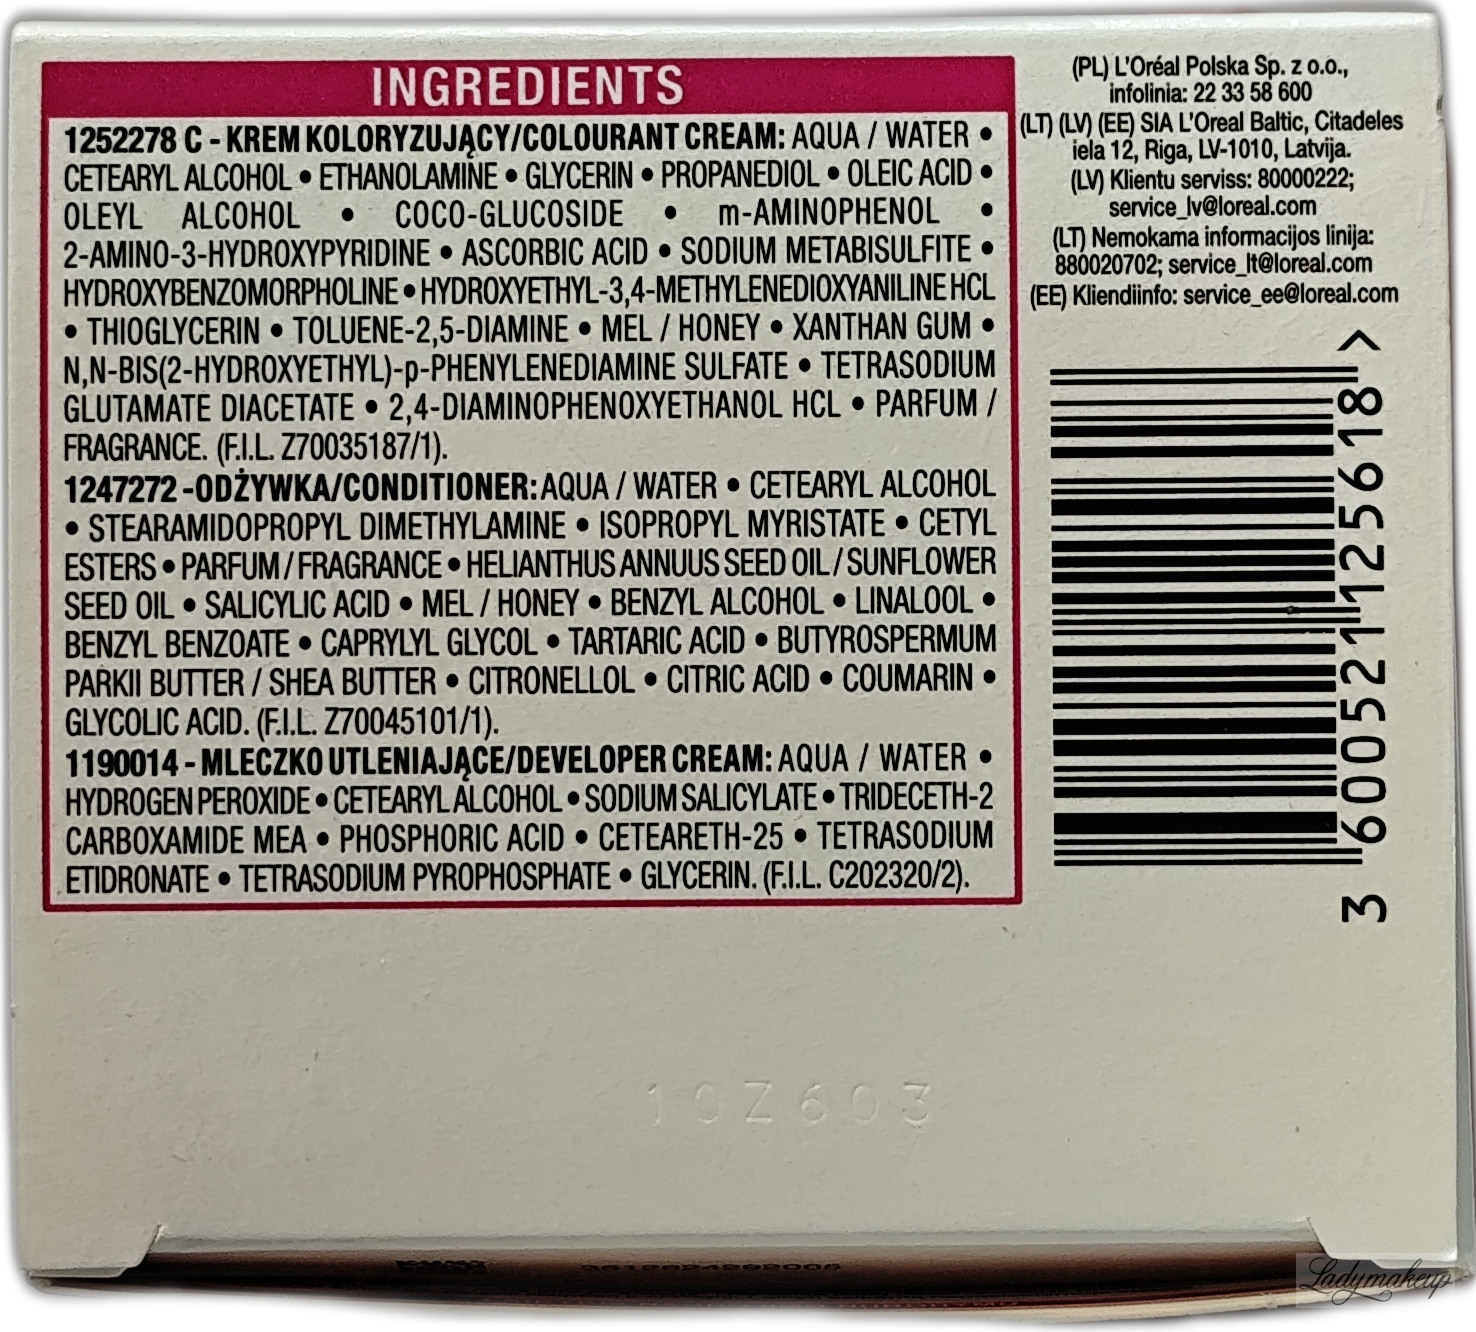 INGREDIENTS
1252278 C - KREM KOLORYZUJĄCY/COLOURANT CREAM: AQUA / WATER •
CETEARYL ALCOHOL • ETHANOLAMINE • GLYCERIN • PROPANEDIOL • OLEIC ACID •
OLEYL ALCOHOL • COCO-GLUCOSIDE • m-AMINOPHENOL •
2-AMINO-3-HYDROXYPYRIDINE • ASCORBIC ACID • SODIUM METABISULFITE •
HYDROXYBENZOMORPHOLINE • HYDROXYETHYL-3,4-METHYLENEDIOXYANILINE HCL
• THIOGLYCERIN • TOLUENE-2,5-DIAMINE • MEL / HONEY • XANTHAN GUM •
N,N-BIS(2-HYDROXYETHYL)-p-PHENYLENEDIAMINE SULFATE • TETRASODIUM
GLUTAMATE DIACETATE • 2,4-DIAMINOPHENOXYETHANOL HCL • PARFUM /
FRAGRANCE. (F.I.L. Z70035187/1).
1247272 -ODŻYWKA/CONDITIONER: AQUA / WATER • CETEARYL ALCOHOL
• STEARAMIDOPROPYL DIMETHYLAMINE • ISOPROPYL MYRISTATE • CETYL
ESTERS • PARFUM / FRAGRANCE • HELIANTHUS ANNUUS SEED OIL / SUNFLOWER
SEED OIL • SALICYLIC ACID • MEL / HONEY • BENZYL ALCOHOL • LINALOOL •
BENZYL BENZOATE • CAPRYLYL GLYCOL • TARTARIC ACID • BUTYROSPERMUM
PARKII BUTTER / SHEA BUTTER • CITRONELLOL • CITRIC ACID • COUMARIN •
GLYCOLIC ACID. (F.I.L. Z70045101/1).
1190014 - MLECZKO UTLENIAJĄCE/DEVELOPER CREAM: AQUA / WATER •
HYDROGEN PEROXIDE • CETEARYL ALCOHOL • SODIUM SALICYLATE • TRIDECETH-2
CARBOXAMIDE MEA • PHOSPHORIC ACID • CETEARETH-25 • TETRASODIUM
ETIDRONATE • TETRASODIUM PYROPHOSPHATE • GLYCERIN. (F.I.L. C202320/2).
(PL) L'Oréal Polska Sp. z o.o.,
infolinia: 22 33 58 600
(LT) (LV) (EE) SIA L'Oreal Baltic, Citadeles
iela 12, Riga, LV-1010, Latvija.
(LV) Klientu serviss: 80000222;
service_lv@loreal.com
(LT) Nemokama informacijos linija:
880020702; service_lt@loreal.com
(EE) Kliendiinfo: service_ee@loreal.com
3 600521 125618 >
10Z603
Ladymakeup